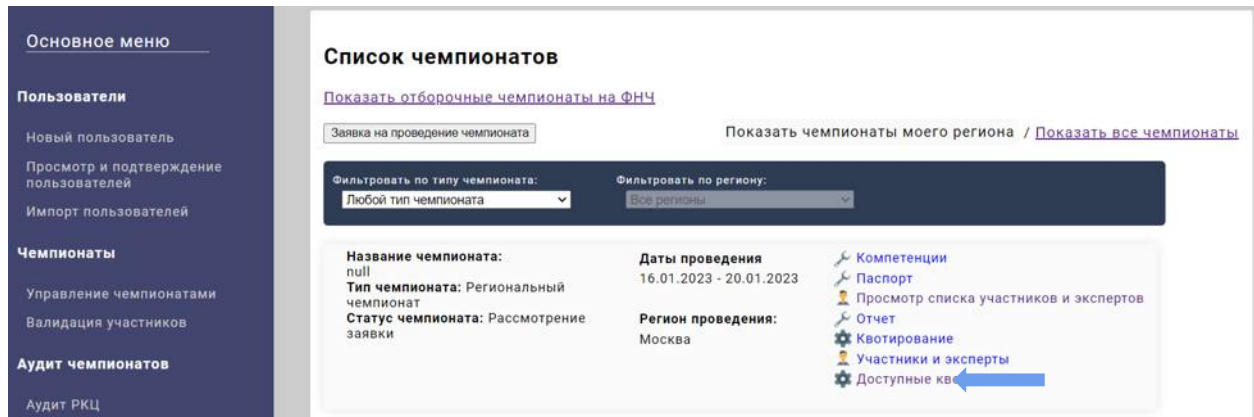 Основное меню
Пользователи
Новый пользователь
Просмотр и подтверждение
пользователей
Импорт пользователей
Чемпионаты
Управление чемпионатами
Валидация участников
Аудит чемпионатов
Аудит РКЦ
Список чемпионатов
Показать отборочные чемпионаты на ФНЧ
Заявка на проведение чемпионата
Показать чемпионаты моего региона / Показать все чемпионаты
Фильтровать по типу чемпионата:
Любой тип чемпионата
Фильтровать по региону:
Все регионы
Название чемпионата:
null
Тип чемпионата: Региональный
чемпионат
Статус чемпионата: Рассмотрение
заявки
Даты проведения
16.01.2023 - 20.01.2023
Регион проведения:
Москва
Компетенции
Паспорт
Просмотр списка участников и экспертов
Отчет
Квотирование
Участники и эксперты
Доступные